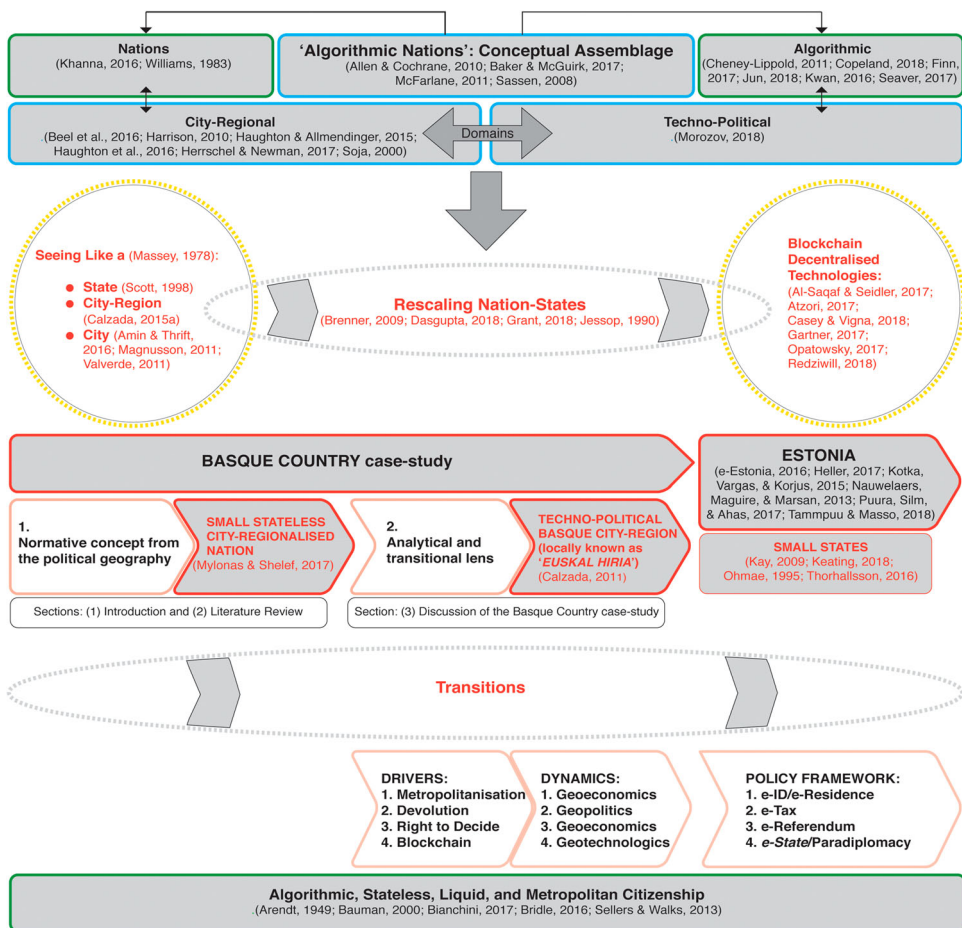 Nations
(Khanna, 2016; Williams, 1983)
‘Algorithmic Nations’: Conceptual Assemblage
(Allen & Cochrane, 2010; Baker & McGuirk, 2017;
McFarlane, 2011; Sassen, 2008)
Algorithmic
(Cheney-Lippold, 2011; Copeland, 2018; Finn,
2017; Jun, 2018; Kwan, 2016; Seaver, 2017)
City-Regional
.(Beel et al., 2016; Harrison, 2010; Haughton & Allmendinger, 2015;
Haughton et al., 2016; Herrschel & Newman, 2017; Soja, 2000)
Domains
Techno-Political
.(Morozov, 2018)
Seeing Like a (Massey, 1978):
● State (Scott, 1998)
● City-Region
(Calzada, 2015a)
● City (Amin & Thrift,
2016; Magnusson, 2011;
Valverde, 2011)
Rescaling Nation-States
(Brenner, 2009; Dasgupta, 2018; Grant, 2018; Jessop, 1990)
Blockchain
Decentralised
Technologies:
(Al-Saqaf & Seidler, 2017;
Atzori, 2017;
Casey & Vigna, 2018;
Gartner, 2017;
Opatowsky, 2017;
Redziwill, 2018)
BASQUE COUNTRY case-study
ESTONIA
(e-Estonia, 2016; Heller, 2017; Kotka,
Vargas, & Korjus, 2015; Nauwelaers,
Maguire, & Marsan, 2013; Puura, Silm,
& Ahas, 2017; Tammpuu & Masso, 2018)
1.
Normative concept from
the political geography
SMALL STATELESS
CITY-REGIONALISED
NATION
(Mylonas & Shelef, 2017)
2.
Analytical and
transitional lens
TECHNO-POLITICAL
BASQUE CITY-REGION
(locally known as
‘EUSKAL HIRIA’)
(Calzada, 2011)
SMALL STATES
(Kay, 2009; Keating, 2018;
Ohmae, 1995; Thorhallsson, 2016)
Sections: (1) Introduction and (2) Literature Review
Section: (3) Discussion of the Basque Country case-study
Transitions
DRIVERS:
1. Metropolitanisation
2. Devolution
3. Right to Decide
4. Blockchain
DYNAMICS:
1. Geoeconomics
2. Geopolitics
3. Geoeconomics
4. Geotechnologics
POLICY FRAMEWORK:
1. e-ID/e-Residence
2. e-Tax
3. e-Referendum
4. e-State/Paradiplomacy
Algorithmic, Stateless, Liquid, and Metropolitan Citizenship
.(Arendt, 1949; Bauman, 2000; Bianchini, 2017; Bridle, 2016; Sellers & Walks, 2013)